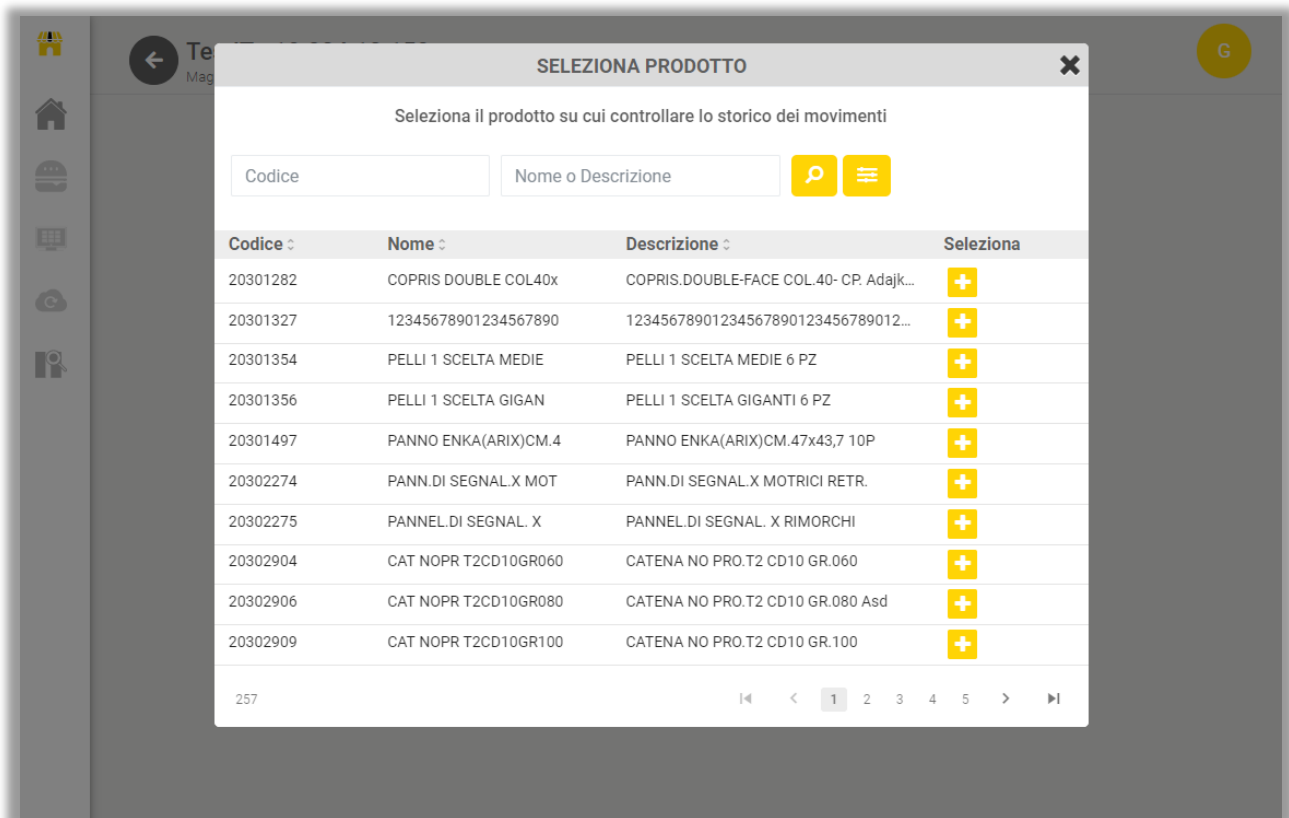 SELEZIONA PRODOTTO
G
Seleziona il prodotto su cui controllare lo storico dei movimenti
Codice Nome o Descrizione
Codice Nome Descrizione Seleziona
20301282 COPRIS DOUBLE COL40x COPRIS.DOUBLE-FACE COL.40- CP. Adajk...
20301327 12345678901234567890 123456789012345678901234567890​12...
20301354 PELLI 1 SCELTA MEDIE PELLI 1 SCELTA MEDIE 6 PZ
20301356 PELLI 1 SCELTA GIGAN PELLI 1 SCELTA GIGANTI 6 PZ
20301497 PANNO ENKA(ARIX)CM.4 PANNO ENKA(ARIX)CM.47x43,7 10P
20302274 PANN.DI SEGNAL.X MOT PANN.DI SEGNAL.X MOTRICI RETR.
20302275 PANNEL.DI SEGNAL. X PANNEL.DI SEGNAL. X RIMORCHI
20302904 CAT NOPR T2CD10GR060 CATENA NO PRO.T2 CD10 GR.060
20302906 CAT NOPR T2CD10GR080 CATENA NO PRO.T2 CD10 GR.080 Asd
20302909 CAT NOPR T2CD10GR100 CATENA NO PRO.T2 CD10 GR.100
257 1 2 3 4 5